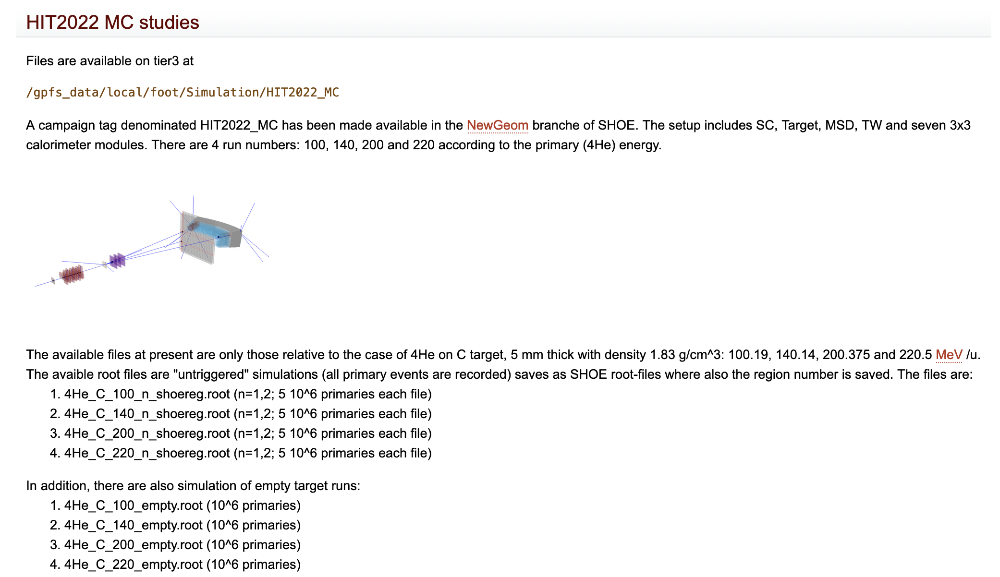 HIT2022 MC studies
Files are available on tier3 at
/gpfs_data/local/foot/Simulation/HIT2022_MC
A campaign tag denominated HIT2022_MC has been made available in the NewGeom branche of SHOE. The setup includes SC, Target, MSD, TW and seven 3x3
calorimeter modules. There are 4 run numbers: 100, 140, 200 and 220 according to the primary (4He) energy.
The available files at present are only those relative to the case of 4He on C target, 5 mm thick with density 1.83 g/cm^3: 100.19, 140.14, 200.375 and 220.5 MeV /u.
The avaible root files are "untriggered" simulations (all primary events are recorded) saves as SHOE root-files where also the region number is saved. The files are:
1. 4He_C_100_n_shoereg.root (n=1,2; 5 10^6 primaries each file)
2. 4He_C_140_n_shoereg.root (n=1,2; 5 10^6 primaries each file)
3. 4He_C_200_n_shoereg.root (n=1,2; 5 10^6 primaries each file)
4. 4He_C_220_n_shoereg.root (n=1,2; 5 10^6 primaries each file)
In addition, there are also simulation of empty target runs:
1. 4He_C_100_empty.root (10^6 primaries)
2. 4He_C_140_empty.root (10^6 primaries)
3. 4He_C_200_empty.root (10^6 primaries)
4. 4He_C_220_empty.root (10^6 primaries)